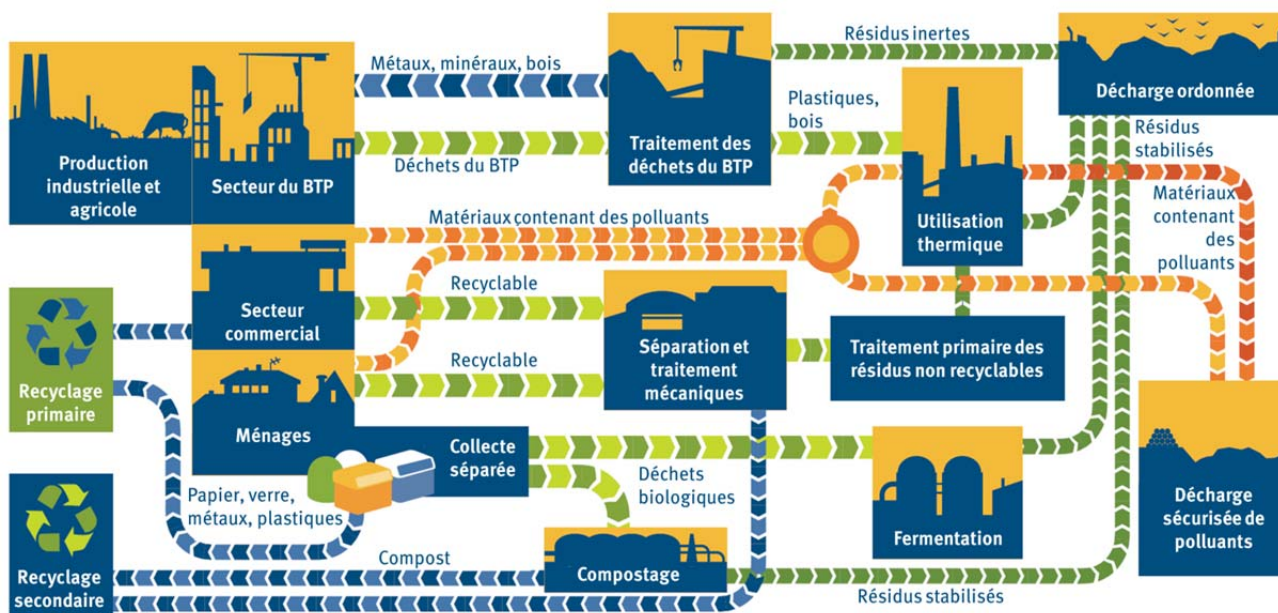 Résidus inertes
Métaux, minéraux, bois
Plastiques,
bois
Décharge ordonnée
Production
industrielle et
agricole
Secteur du BTP
Déchets du BTP
Traitement des
déchets du BTP
Résidus
stabilisés
Matériaux contenant des polluants
Utilisation
thermique
Matériaux
contenant
des
polluants
Secteur
commercial
Recyclable
Recyclable
Séparation et
traitement
mécaniques
Traitement primaire des
résidus non recyclables
Recyclage
primaire
Ménages
Collecte
séparée
Déchets
biologiques
Papier, verre,
métaux, plastiques
Fermentation
Décharge
sécurisée de
polluants
Recyclage
secondaire
Compost
Compostage
Résidus stabilisés